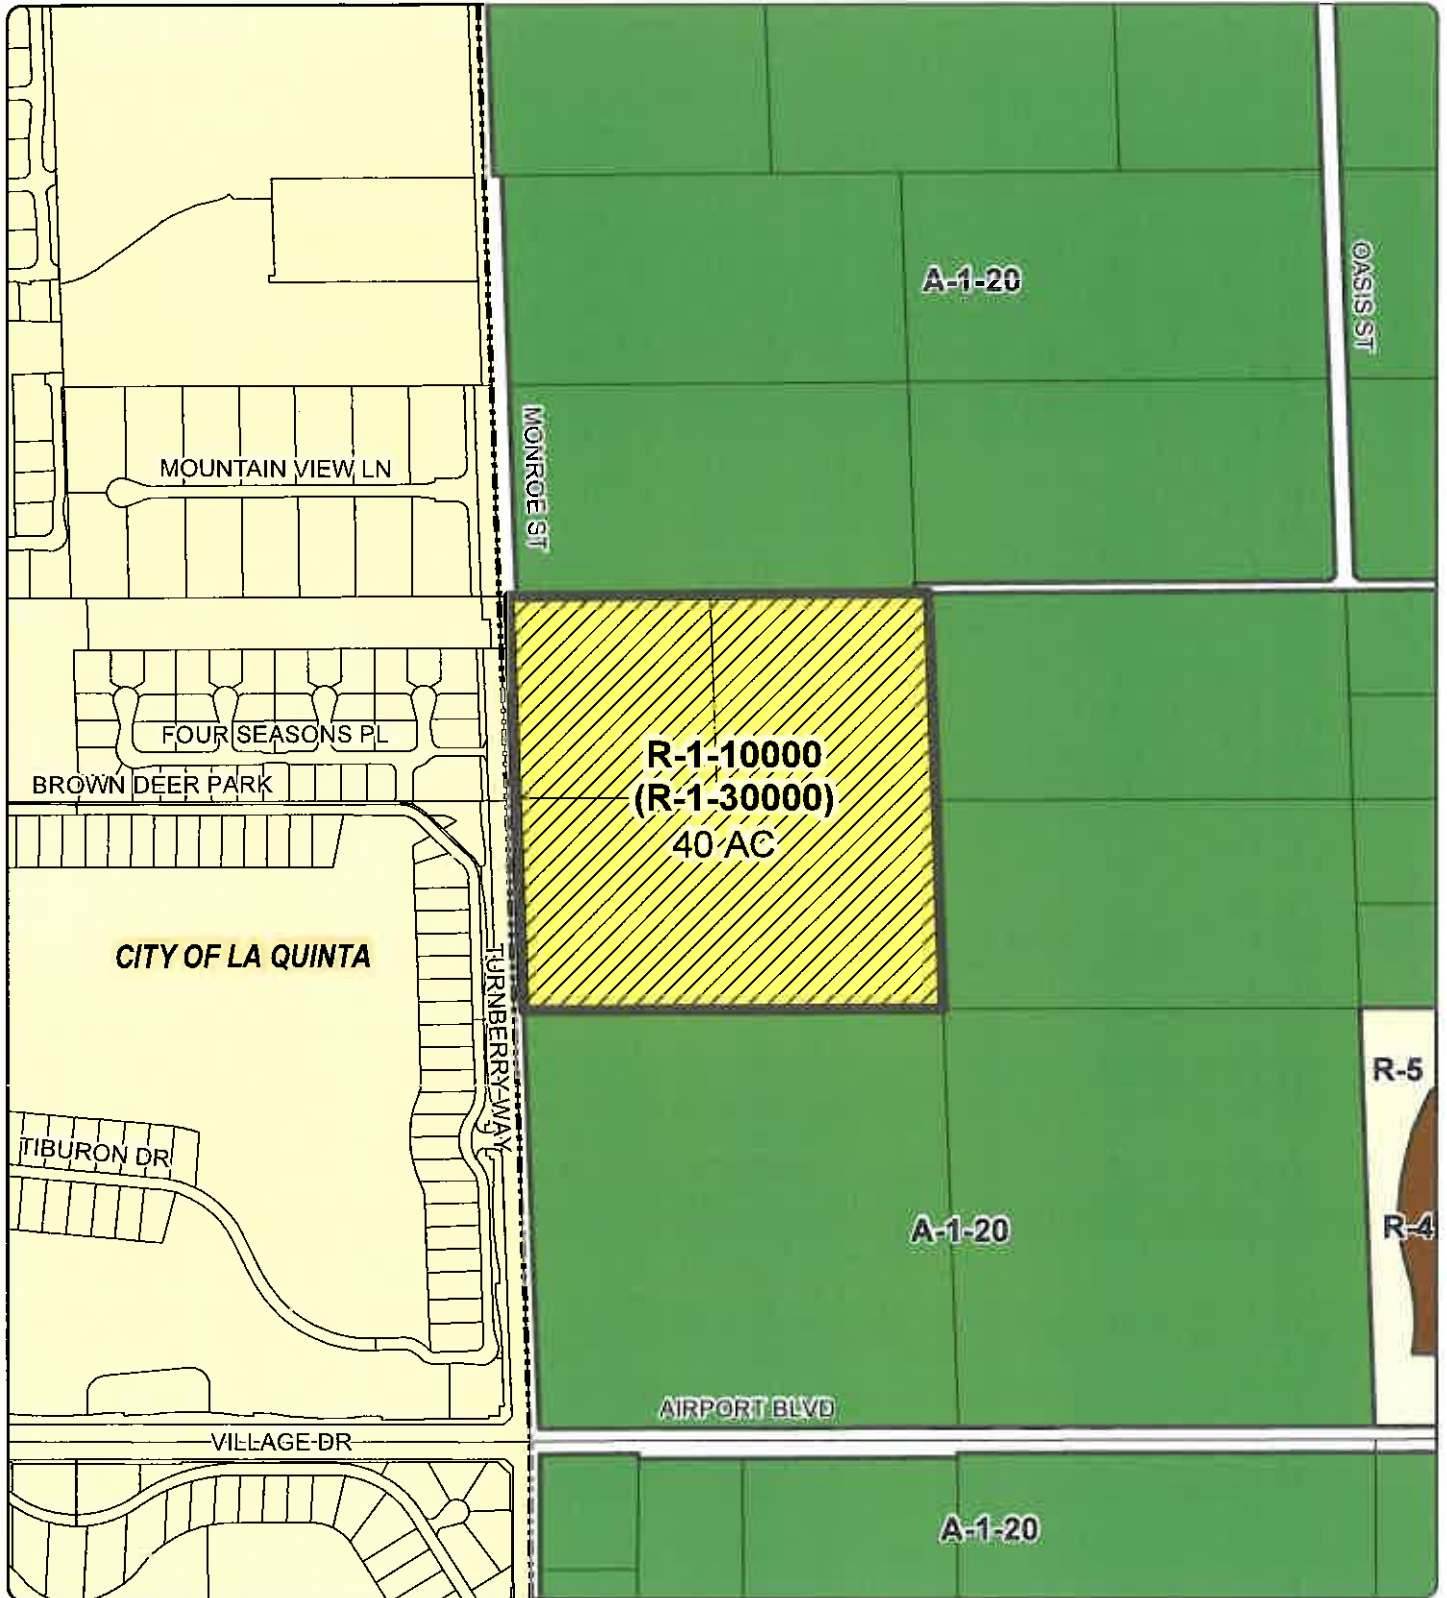 A-1-20
OASIS ST
MONROE ST
MOUNTAIN VIEW LN
FOUR SEASONS PL
BROWN DEER PARK
R-1-10000
(R-1-30000)
40 AC
CITY OF LA QUINTA
TURNBERRY WAY
R-5
TIBURON DR
A-1-20
R-4
AIRPORT BLVD
VILLAGE DR
A-1-20